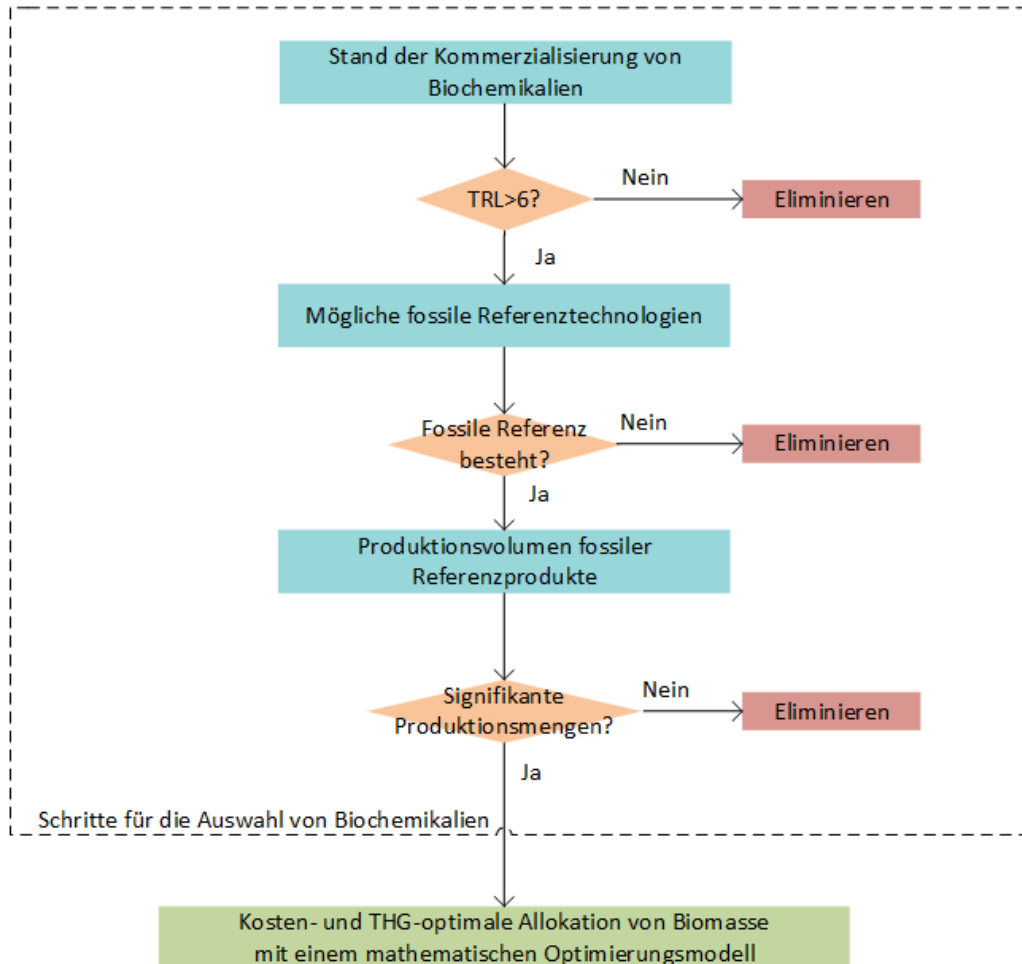 Stand der Kommerzialisierung von
Biochemikalien
TRL>6?
Nein
Eliminieren
Ja
Mögliche fossile Referenztechnologien
Fossile Referenz
besteht?
Nein
Eliminieren
Ja
Produktionsvolumen fossiler
Referenzprodukte
Signifikante
Produktionsmengen?
Nein
Eliminieren
Ja
Schritte für die Auswahl von Biochemikalien
Kosten- und THG-optimale Allokation von Biomasse
mit einem mathematischen Optimierungsmodell